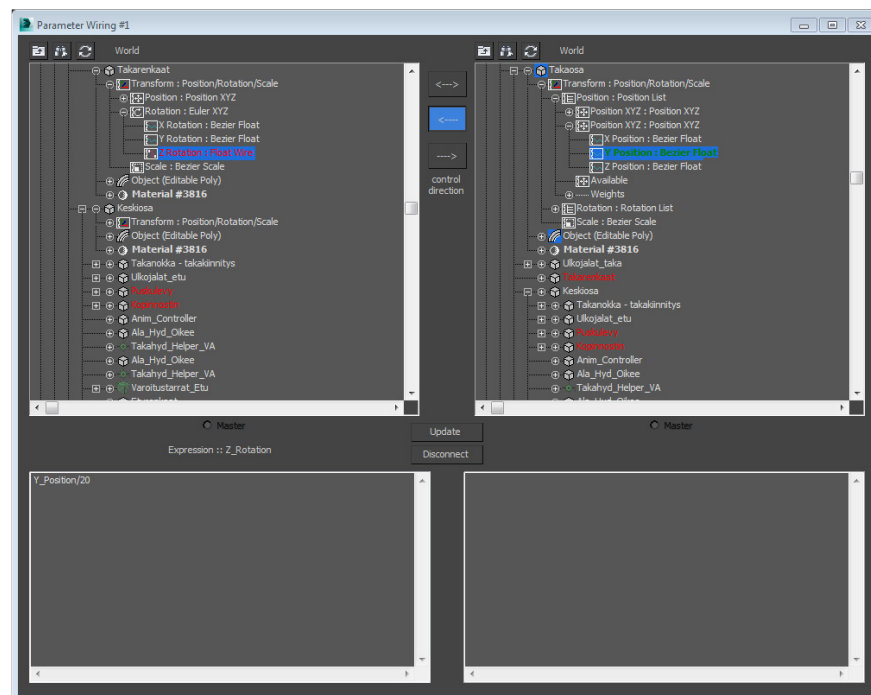 Parameter Wiring #1
World
Takarenkaat
Transform : Position/Rotation/Scale
Position : Position XYZ
Rotation : Euler XYZ
X Rotation : Bezier Float
Y Rotation : Bezier Float
Z Rotation : Float Wire
Scale : Bezier Scale
Object (Editable Poly)
Material #3816
Keskiosa
Transform : Position/Rotation/Scale
Object (Editable Poly)
Material #3816
Takanokka - takakiinnitys
Ulkojalat_etu
Anim_Controller
Ala_Hyd_Oikee
Takahyd_Helper_VA
Ala_Hyd_Oikee
Takahyd_Helper_VA
Varoitustarrat_Etu
Master
Expression :: Z_Rotation
Y_Position/20
<--->
<----
---->
control
direction
Update
Disconnect
World
Takaosa
Transform : Position/Rotation/Scale
Position : Position List
Position XYZ : Position XYZ
Position XYZ : Position XYZ
X Position : Bezier Float
Y Position : Bezier Float
Z Position : Bezier Float
Available
Weights
Rotation : Rotation List
Scale : Bezier Scale
Object (Editable Poly)
Material #3816
Ulkojalat_taka
Takarenkaat
Keskiosa
Takanokka - takakiinnitys
Ulkojalat_etu
Anim_Controller
Ala_Hyd_Oikee
Takahyd_Helper_VA
Master